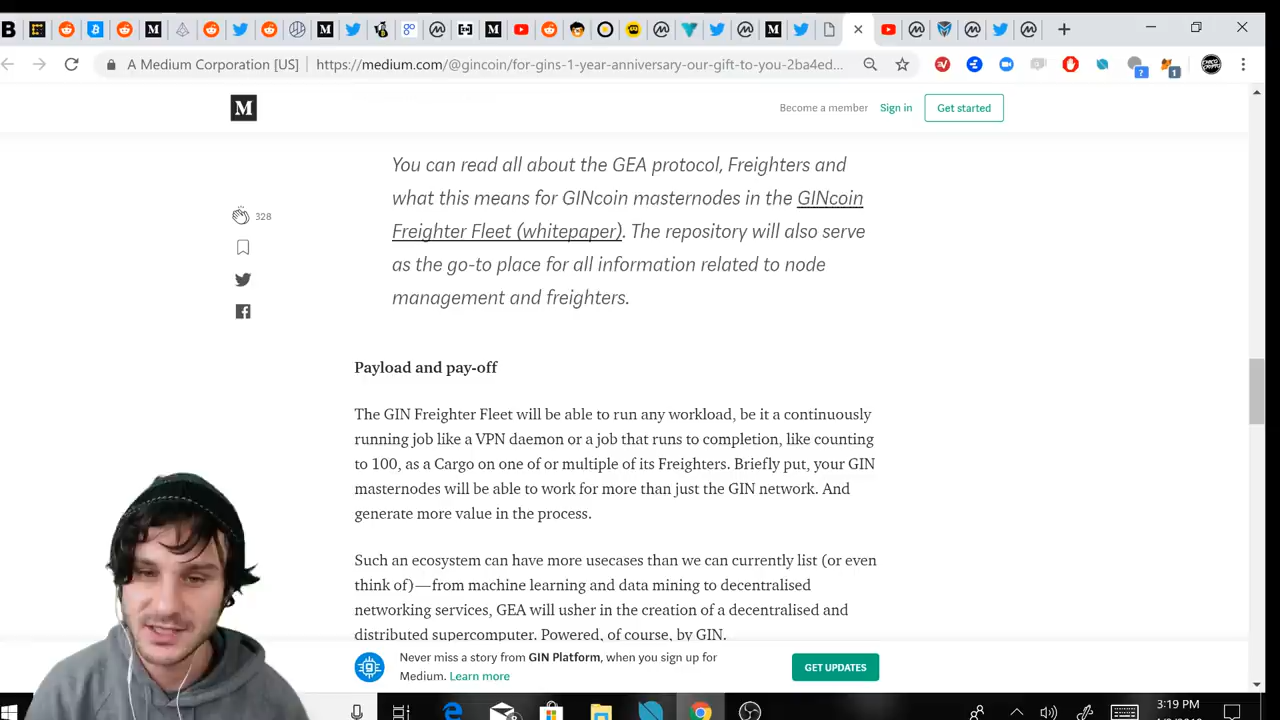 A Medium Corporation [US]
https://medium.com/@gincoin/for-gins-1-year-anniversary-our-gift-to-you-2ba4ed...
M
Become a member
Sign in
Get started
You can read all about the GEA protocol, Freighters and
what this means for GINcoin masternodes in the GINcoin
Freighter Fleet (whitepaper). The repository will also serve
as the go-to place for all information related to node
management and freighters.
328
Payload and pay-off
The GIN Freighter Fleet will be able to run any workload, be it a continuously
running job like a VPN daemon or a job that runs to completion, like counting
to 100, as a Cargo on one of or multiple of its Freighters. Briefly put, your GIN
masternodes will be able to work for more than just the GIN network. And
generate more value in the process.
Such an ecosystem can have more usecases than we can currently list (or even
think of)—from machine learning and data mining to decentralised
networking services, GEA will usher in the creation of a decentralised and
distributed supercomputer. Powered, of course, by GIN.
Never miss a story from GIN Platform, when you sign up for
Medium. Learn more
GET UPDATES
3:19 PM